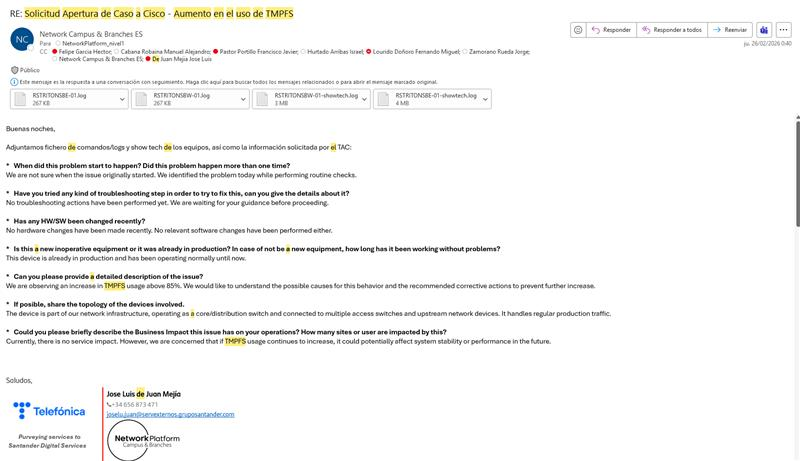 RE: Solicitud Apertura de Caso a Cisco - Aumento en el uso de TMPFS
NC
Network Campus & Branches ES
Para NetworkPlatform_nivel1
CC Felipe Garcia Hector; Cabana Robaina Manuel Alejandro; Pastor Portillo Francisco Javier; Hurtado Arribas Israel; Lourido Doñoro Fernando Miguel; Zamorano Rueda Jorge;
Network Campus & Branches ES; De Juan Mejia Jose Luis
Responder
Responder a todos
Reenviar
ju. 26/02/2026 0:40
Público
Este mensaje es la respuesta a una conversación con seguimiento. Haga clic aquí para buscar todos los mensajes relacionados o para abrir el mensaje marcado original.
RSTRITONSBE-01.log
267 KB
RSTRITONSBW-01.log
267 KB
RSTRITONSBW-01-showtech.log
3 MB
RSTRITONSBE-01-showtech.log
4 MB
Buenas noches,
Adjuntamos fichero de comandos/logs y show tech de los equipos, así como la información solicitada por el TAC:
* When did this problem start to happen? Did this problem happen more than one time?
We are not sure when the issue originally started. We identified the problem today while performing routine checks.
* Have you tried any kind of troubleshooting step in order to try to fix this, can you give the details about it?
No troubleshooting actions have been performed yet. We are waiting for your guidance before proceeding.
* Has any HW/SW been changed recently?
No hardware changes have been made recently. No relevant software changes have been performed either.
* Is this a new inoperative equipment or it was already in production? In case of not be a new equipment, how long has it been working without problems?
This device is already in production and has been operating normally until now.
* Can you please provide a detailed description of the issue?
We are observing an increase in TMPFS usage above 85%. We would like to understand the possible causes for this behavior and the recommended corrective actions to prevent further increase.
* If posible, share the topology of the devices involved.
The device is part of our network infrastructure, operating as a core/distribution switch and connected to multiple access switches and upstream network devices. It handles regular production traffic.
* Could you please briefly describe the Business Impact this issue has on your operations? How many sites or user are impacted by this?
Currently, there is no service impact. However, we are concerned that if TMPFS usage continues to increase, it could potentially affect system stability or performance in the future.
Soludos,
Telefónica
Purveying services to
Santander Digital Services
Jose Luis de Juan Mejía
+34 656 873 471
joselu.juan@servexternos.gruposantander.com
NetworkPlatform
Campus & Branches